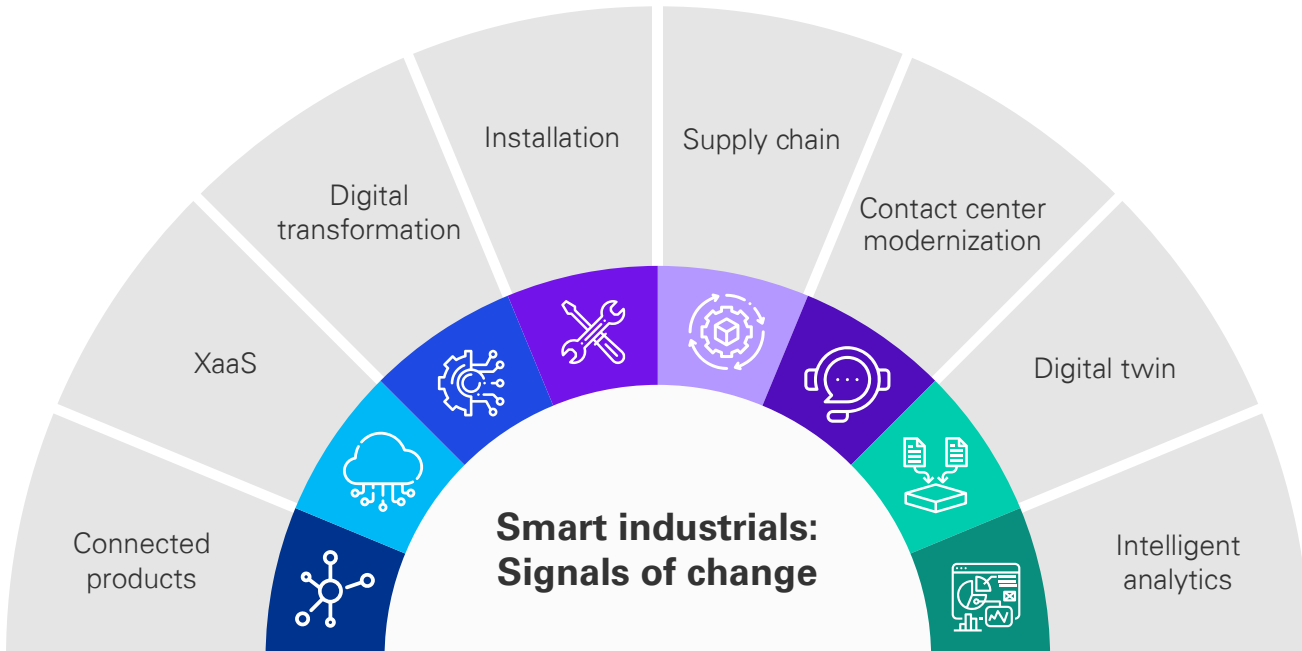 Installation
Supply chain
Digital
transformation
Contact center
modernization
XaaS
Digital twin
Connected
products
Intelligent
analytics
Smart industrials:
Signals of change